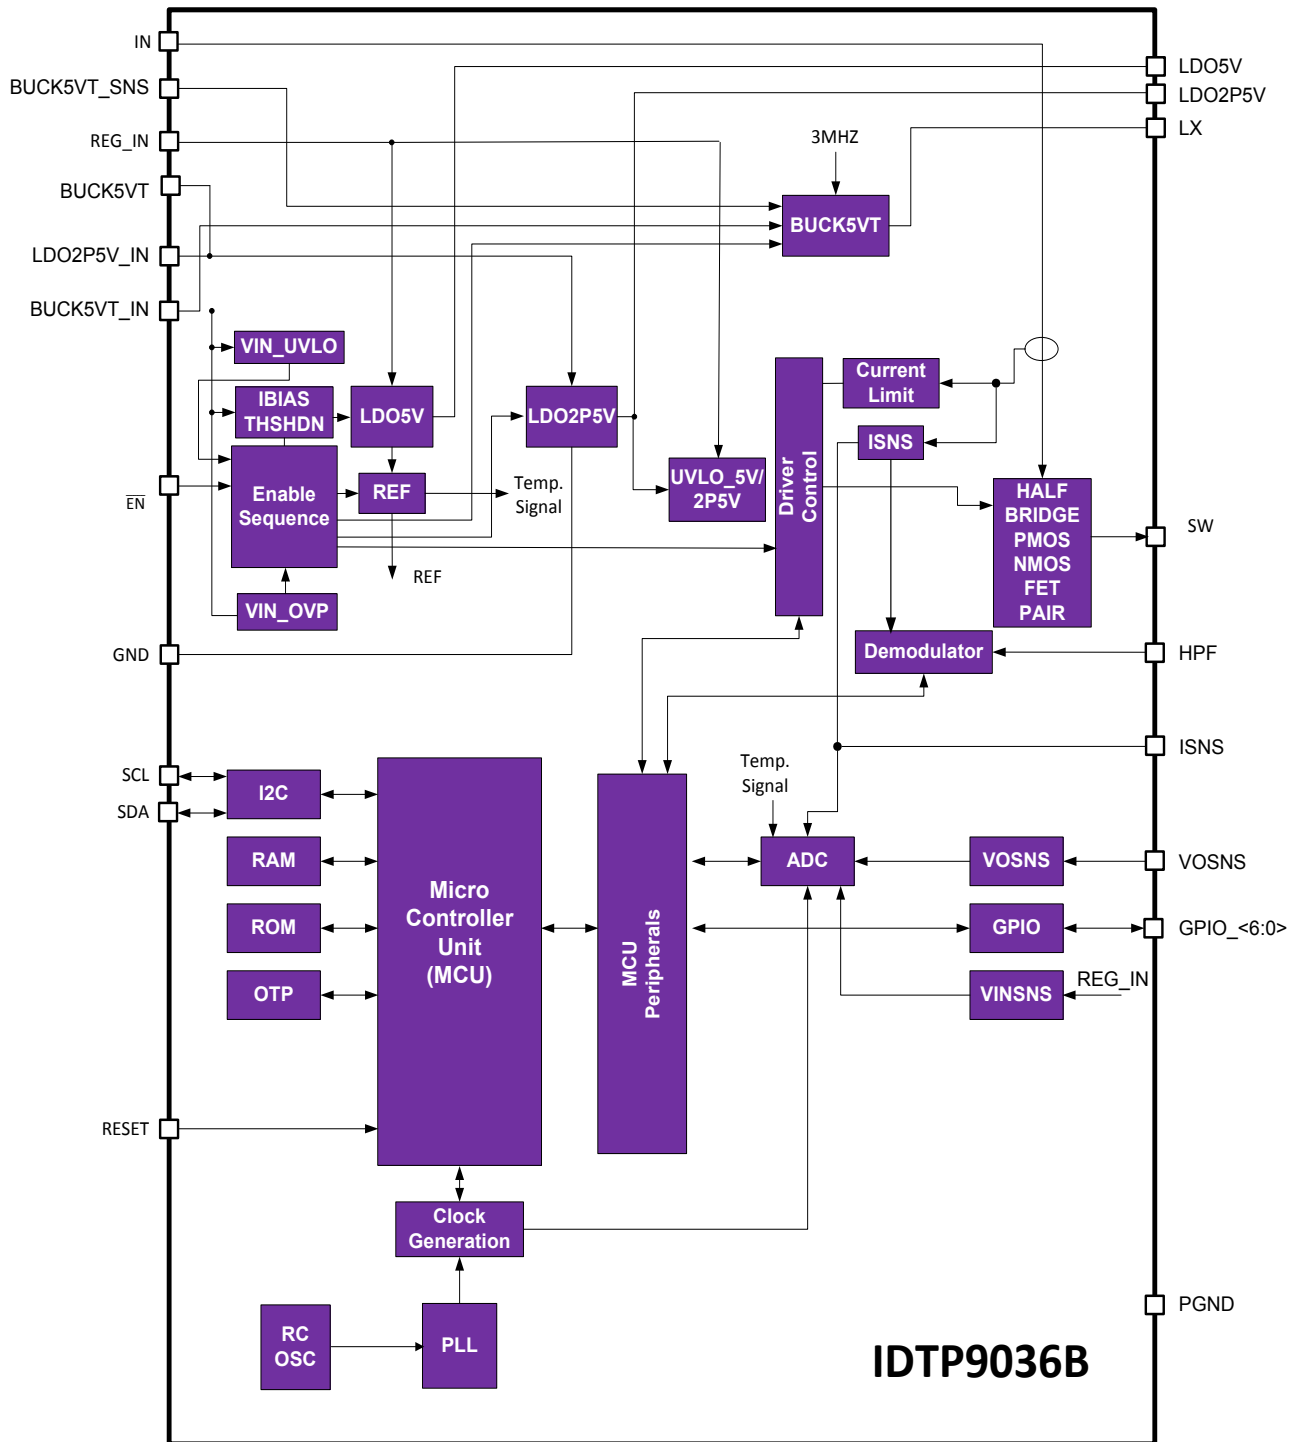 IN
BUCK5VT_SNS
REG_IN
BUCK5VT
LDO2P5V_IN
BUCK5VT_IN
EN
GND
SCL
SDA
RESET
LDO5V
LDO2P5V
LX
SW
HPF
ISNS
VOSNS
GPIO_<6:0>
REG_IN
PGND
3MHZ
BUCK5VT
VIN_UVLO
IBIAS
THSHDN
LDO5V
LDO2P5V
Enable
Sequence
REF
Temp.
Signal
REF
VIN_OVP
UVLO_5V/
2P5V
Driver
Control
Current
Limit
ISNS
HALF
BRIDGE
PMOS
NMOS
FET
PAIR
Demodulator
I2C
RAM
ROM
OTP
Micro
Controller
Unit
(MCU)
MCU
Peripherals
Temp.
Signal
ADC
VOSNS
GPIO
VINSNS
Clock
Generation
RC
OSC
PLL
IDTP9036B